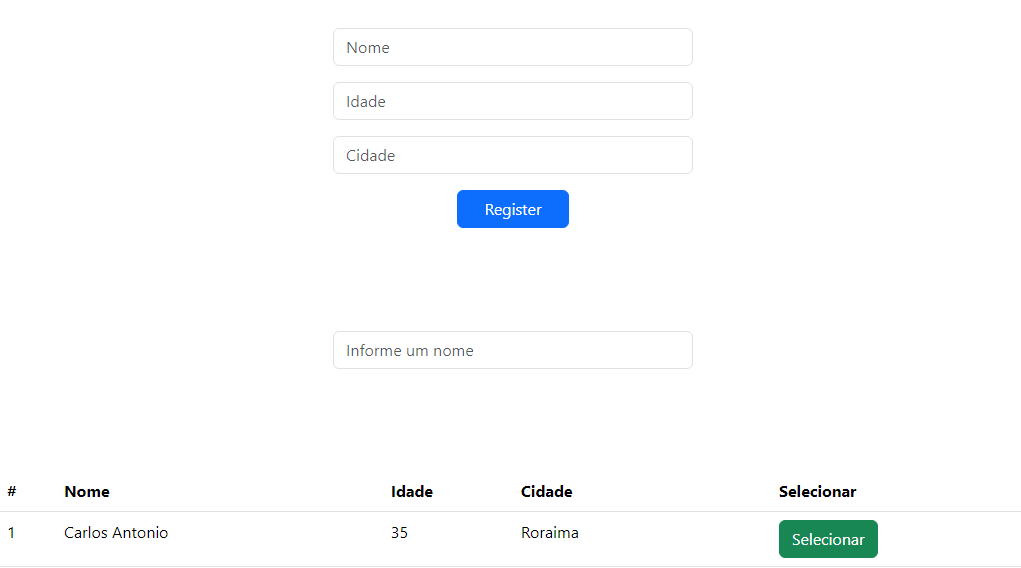 Nome
Idade
Cidade
Register
Informe um nome
# Nome Idade Cidade Selecionar
1 Carlos Antonio 35 Roraima Selecionar